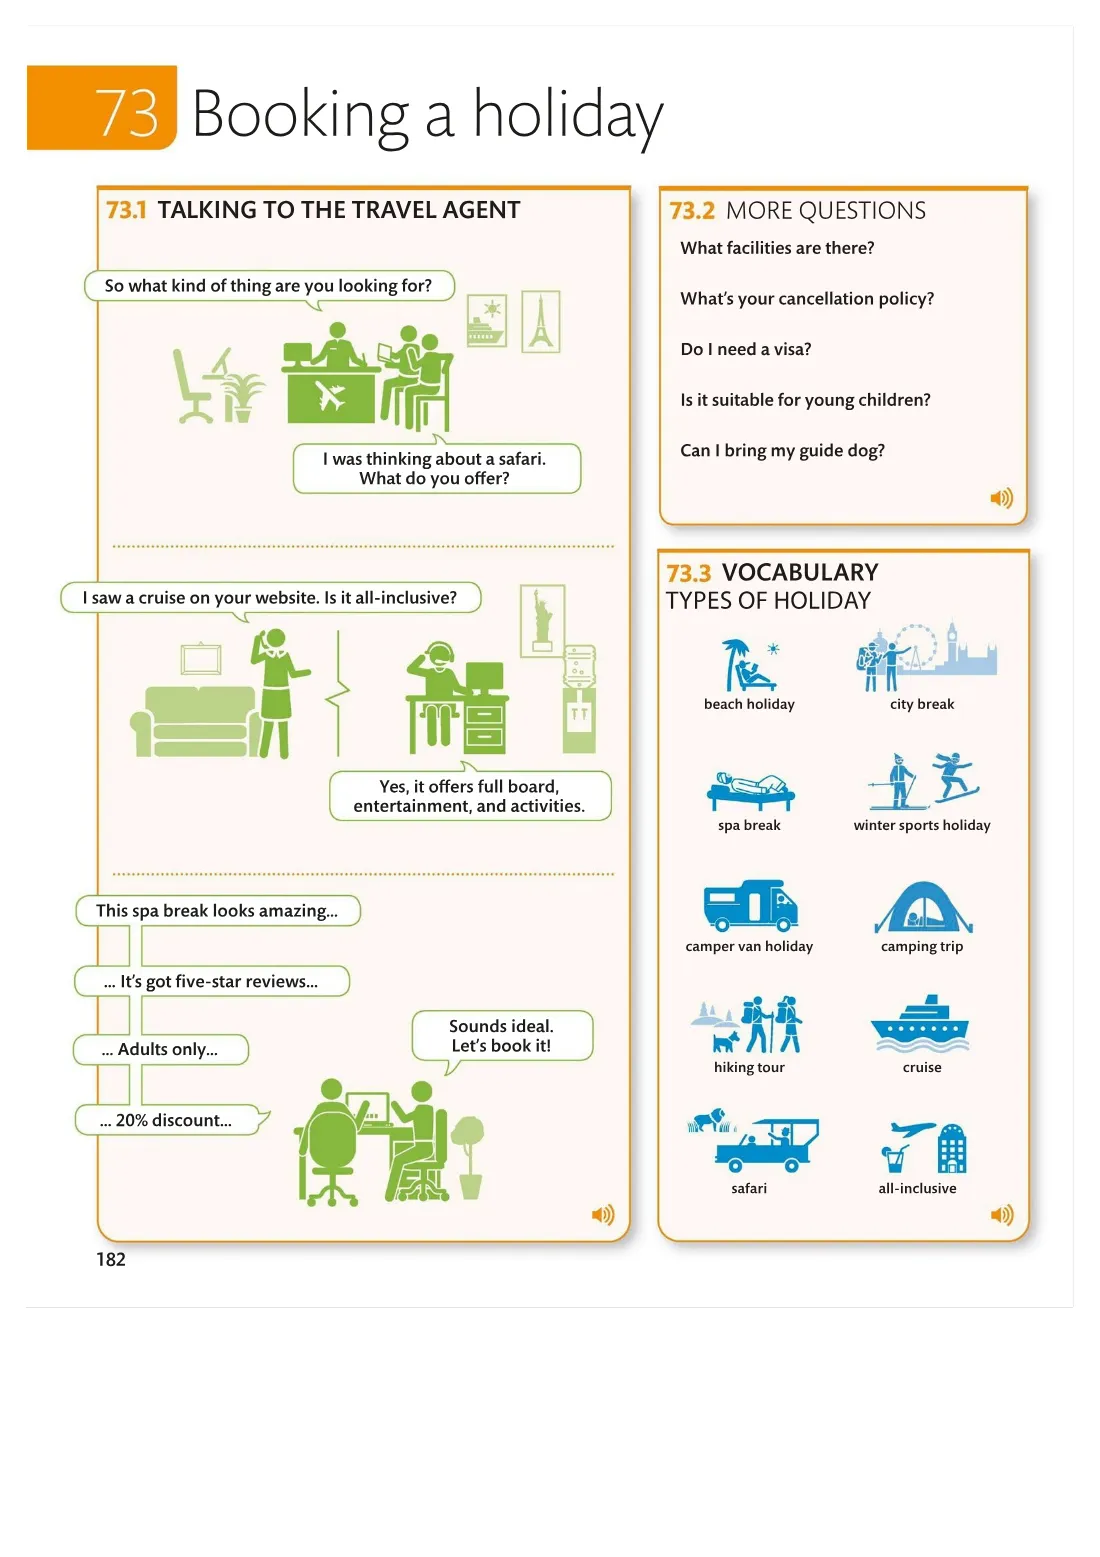 73 Booking a holiday
73.1 TALKING TO THE TRAVEL AGENT
So what kind of thing are you looking for?
I was thinking about a safari.
What do you offer?
I saw a cruise on your website. Is it all-inclusive?
Yes, it offers full board,
entertainment, and activities.
This spa break looks amazing...
... It's got five-star reviews...
... Adults only...
... 20% discount...
Sounds ideal.
Let's book it!
73.2 MORE QUESTIONS
What facilities are there?
What's your cancellation policy?
Do I need a visa?
Is it suitable for young children?
Can I bring my guide dog?
73.3 VOCABULARY
TYPES OF HOLIDAY
beach holiday
city break
spa break
winter sports holiday
camper van holiday
camping trip
hiking tour
cruise
safari
all-inclusive
182